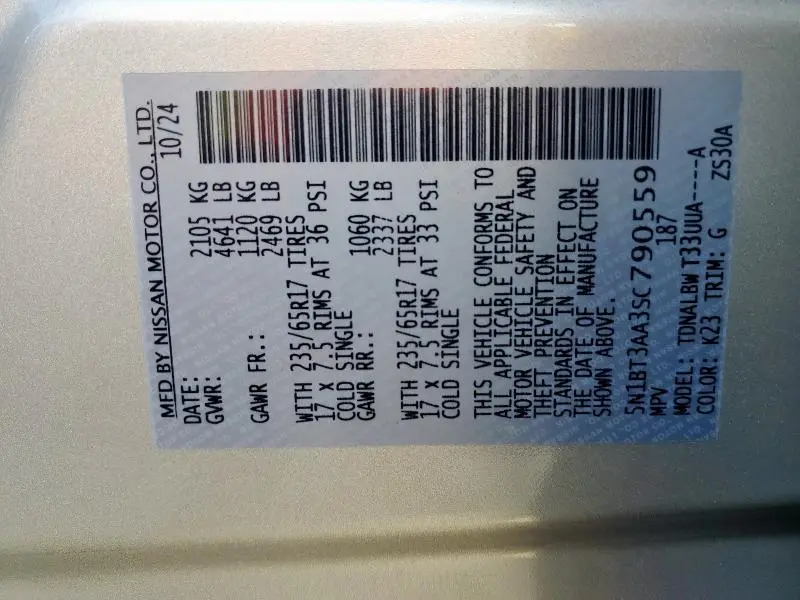 MFD BY NISSAN MOTOR CO., LTD.
DATE: 10/24
GVWR: 2105 KG
4641 LB
GAWR FR.: 1120 KG
2469 LB
WITH 235/65R17 TIRES
17 X 7.5 RIMS AT 36 PSI
COLD SINGLE
GAWR RR.: 1060 KG
2337 LB
WITH 235/65R17 TIRES
17 X 7.5 RIMS AT 33 PSI
COLD SINGLE
THIS VEHICLE CONFORMS TO
ALL APPLICABLE FEDERAL
MOTOR VEHICLE SAFETY AND
THEFT PREVENTION
STANDARDS IN EFFECT ON
THE DATE OF MANUFACTURE
SHOWN ABOVE.
5N1BT3AA3SC790559
MPV 187
MODEL: TDNALBW T33UUA----A
COLOR: K23 TRIM: G ZS30A